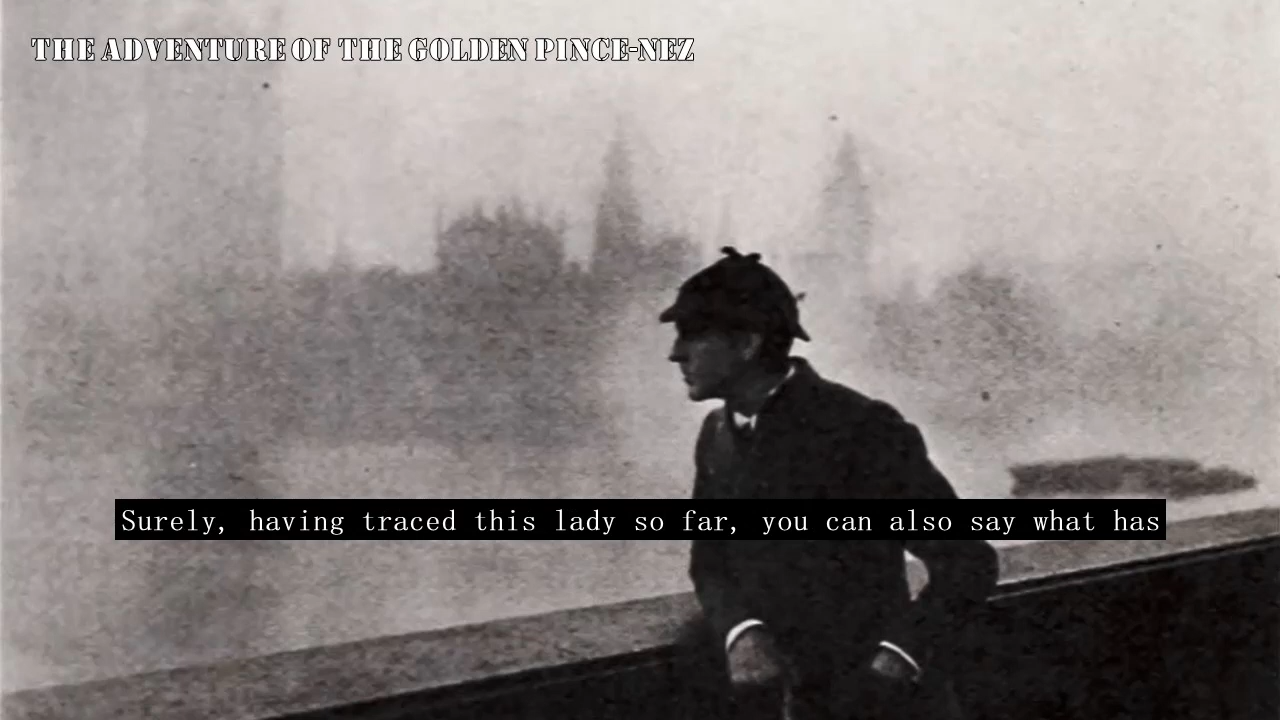 THE ADVENTURE OF THE GOLDEN PINCE-NEZ
Surely, having traced this lady so far, you can also say what has